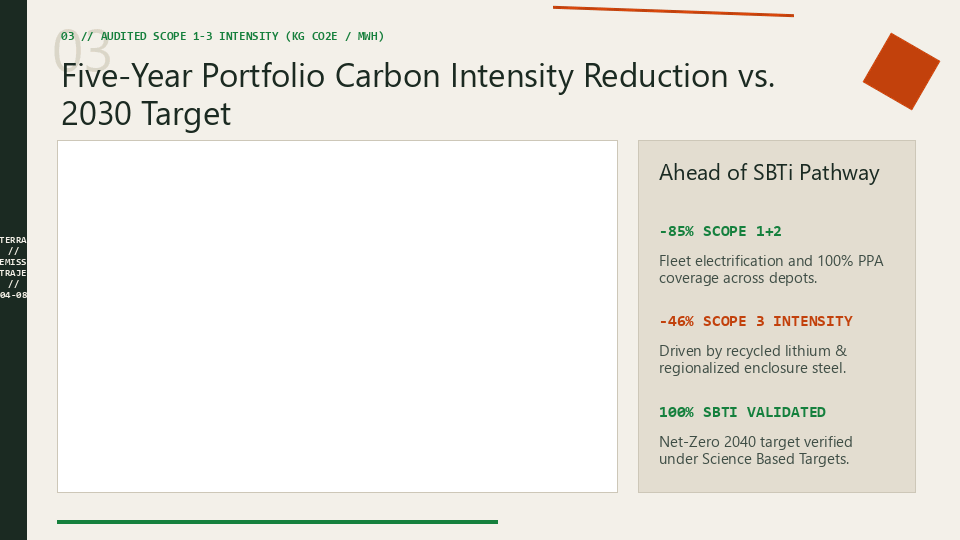 03
03 // AUDITED SCOPE 1-3 INTENSITY (KG CO2E / MWH)
Five-Year Portfolio Carbon Intensity Reduction vs.
2030 Target
TERRA
//
EMISS
TRAJE
//
04-08
Ahead of SBTi Pathway
-85% SCOPE 1+2
Fleet electrification and 100% PPA
coverage across depots.
-46% SCOPE 3 INTENSITY
Driven by recycled lithium &
regionalized enclosure steel.
100% SBTI VALIDATED
Net-Zero 2040 target verified
under Science Based Targets.